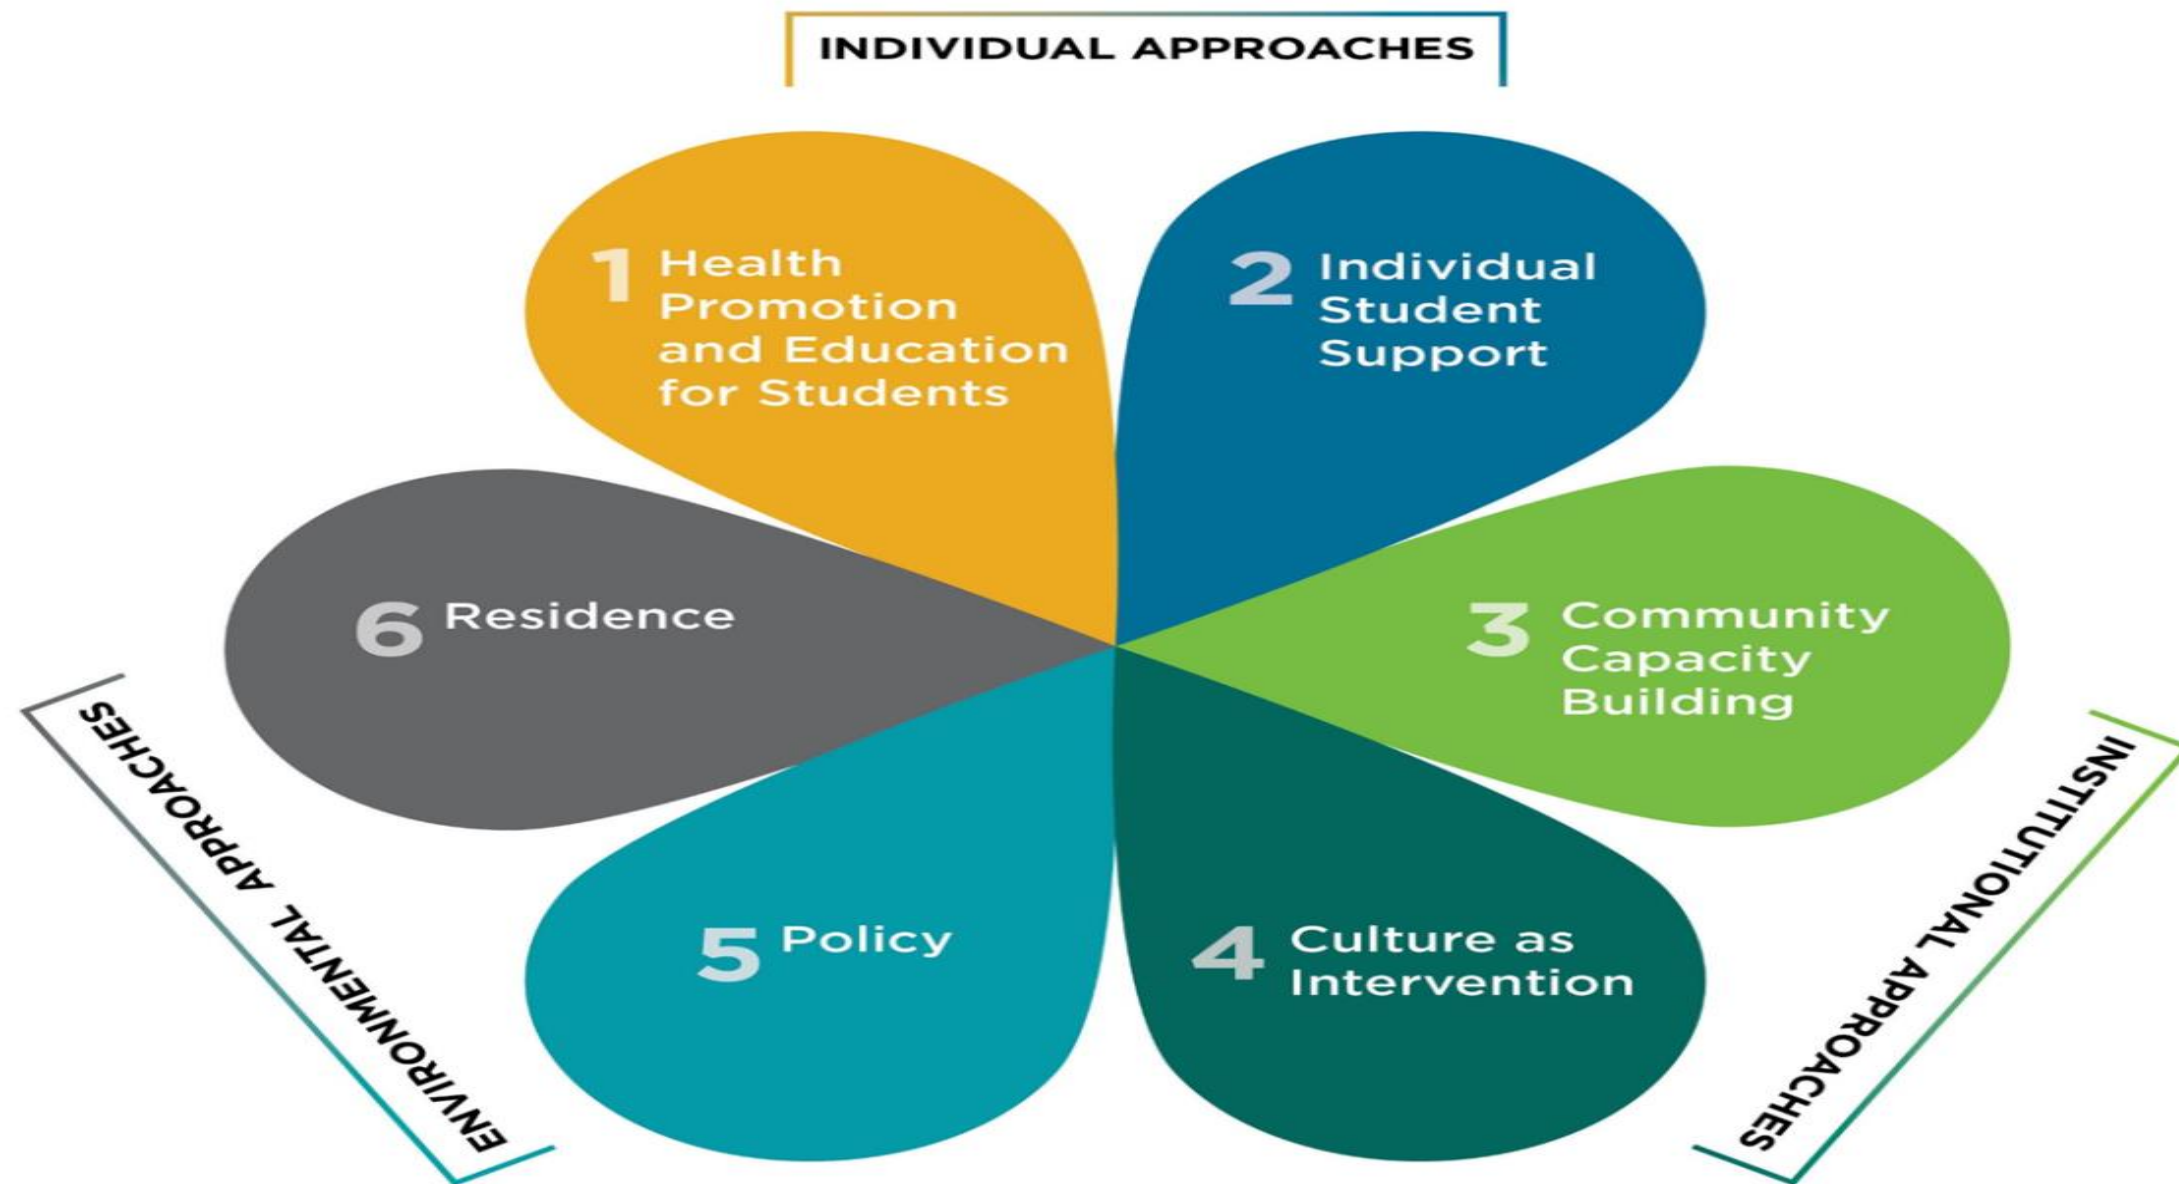 INDIVIDUAL APPROACHES
1 Health
Promotion
and Education
for Students
2 Individual
Student
Support
3 Community
Capacity
Building
4 Culture as
Intervention
5 Policy
6 Residence
INSTITUTIONAL APPROACHES
ENVIRONMENTAL APPROACHES